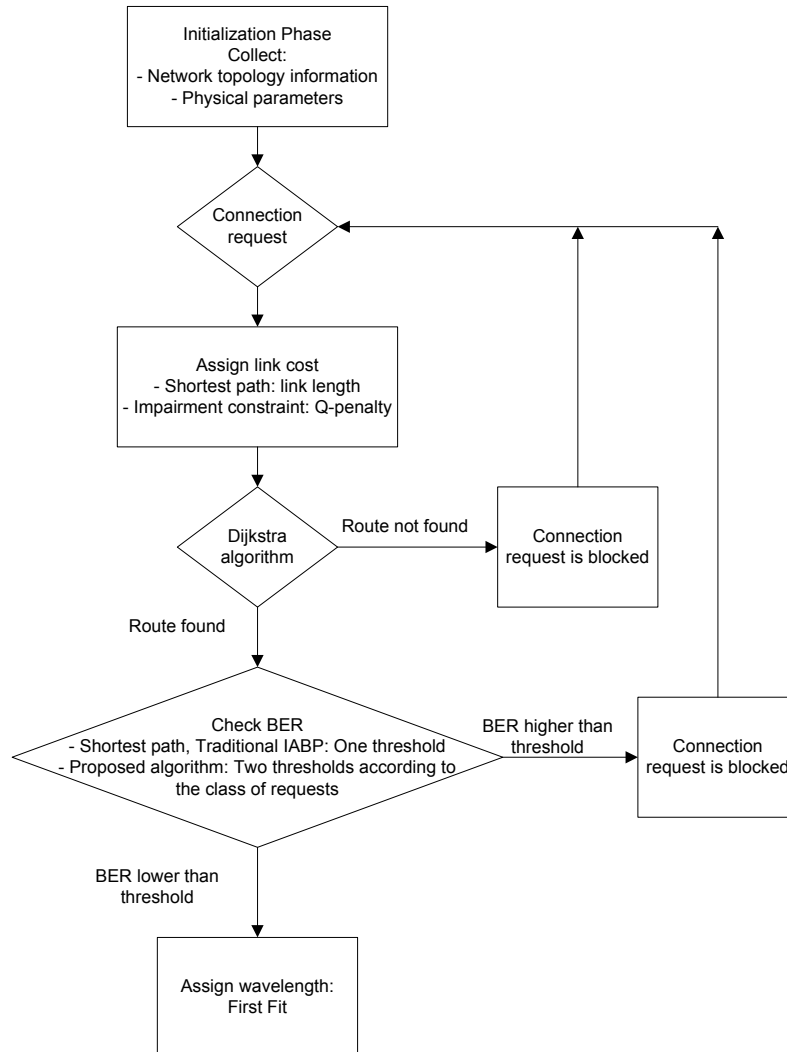 Initialization Phase
Collect:
- Network topology information
- Physical parameters
Connection
request
Assign link cost
- Shortest path: link length
- Impairment constraint: Q-penalty
Dijkstra
algorithm
Route not found
Connection
request is blocked
Route found
Check BER
- Shortest path, Traditional IABP: One threshold
- Proposed algorithm: Two thresholds according to
the class of requests
BER higher than
threshold
Connection
request is blocked
BER lower than
threshold
Assign wavelength:
First Fit